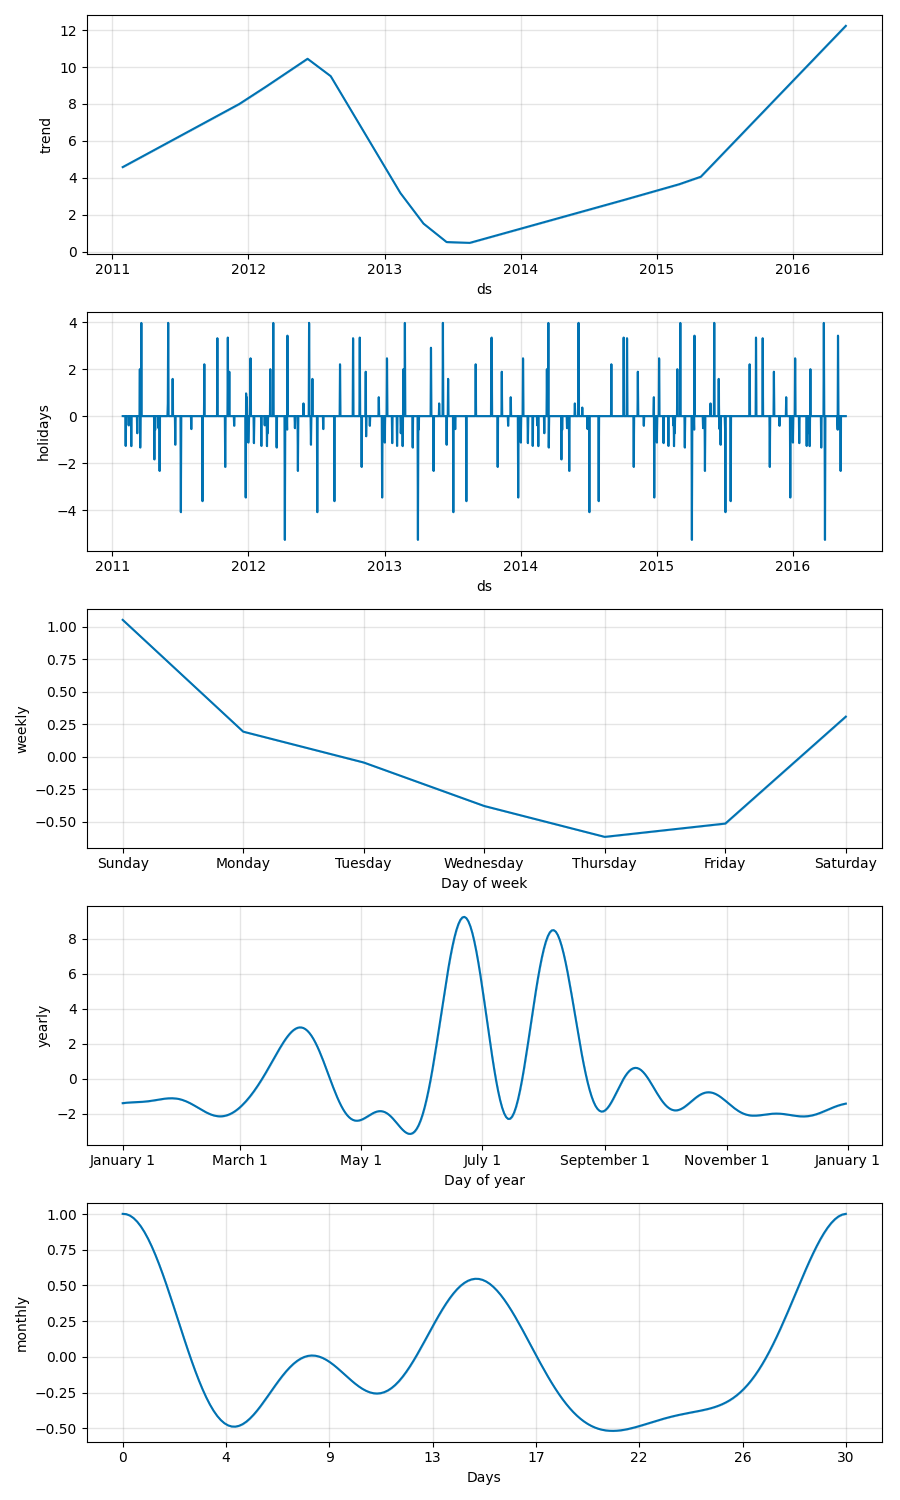 12
10
8
6
4
2
0
trend
2011 2012 2013 2014 2015 2016
ds
4
2
0
−2
−4
holidays
2011 2012 2013 2014 2015 2016
ds
1.00
0.75
0.50
0.25
0.00
−0.25
−0.50
weekly
Sunday Monday Tuesday Wednesday Thursday Friday Saturday
Day of week
8
6
4
2
0
−2
yearly
January 1 March 1 May 1 July 1 September 1 November 1 January 1
Day of year
1.00
0.75
0.50
0.25
0.00
−0.25
−0.50
monthly
0 4 9 13 17 22 26 30
Days